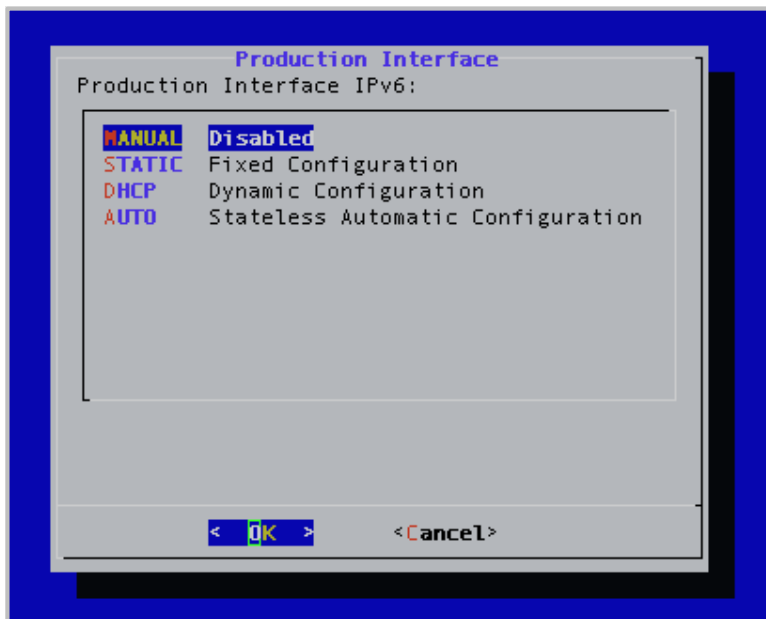 Production Interface
Production Interface IPv6:
MANUAL Disabled
STATIC Fixed Configuration
DHCP Dynamic Configuration
AUTO Stateless Automatic Configuration
< OK > <Cancel>